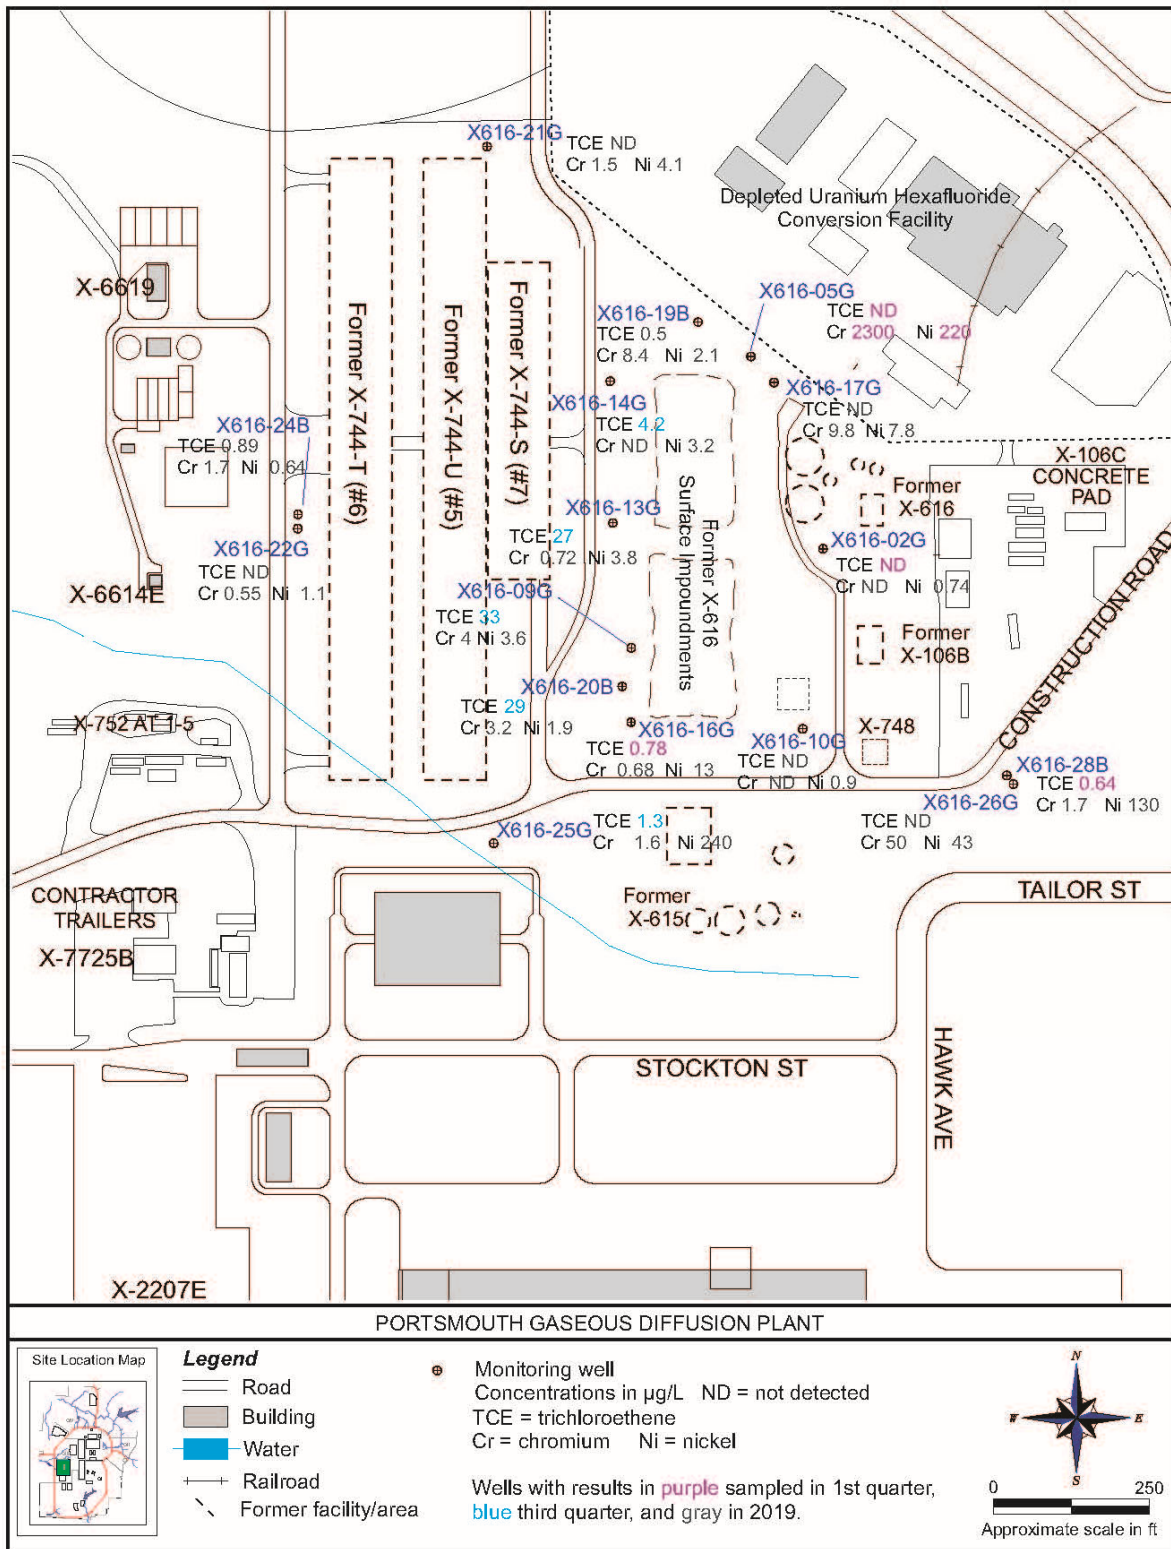 X616-21G
TCE ND
Cr 1.5 Ni 4.1
Depleted Uranium Hexafluoride
Conversion Facility
X-6619
X616-05G
TCE ND
Cr 2300 Ni 220
X616-19B
TCE 0.5
Cr 8.4 Ni 2.1
Former X-744-T (#6)
Former X-744-U (#5)
Former X-744-S (#7)
X616-17G
TCE ND
Cr 9.8 Ni 7.8
X616-14G
TCE 4.2
Cr ND Ni 3.2
X616-24B
TCE 0.89
Cr 1.7 Ni 0.64
X-106C
CONCRETE
PAD
Former
X-616
X616-13G
TCE 27
Cr 0.72 Ni 3.8
Former X-616
Surface Impoundments
X616-22G
TCE ND
Cr 0.55 Ni 1.1
X-6614E
X616-02G
TCE ND
Cr ND Ni 0.74
X616-09G
TCE 33
Cr 4 Ni 3.6
Former
X-106B
CONSTRUCTION ROAD
X616-20B
TCE 29
Cr 3.2 Ni 1.9
X-752 AT 1-5
X616-16G
TCE 0.78
Cr 0.68 Ni 13
X616-10G
TCE ND
Cr ND Ni 0.9
X-748
X616-28B
TCE 0.64
Cr 1.7 Ni 130
X616-26G
TCE ND
Cr 50 Ni 43
X616-25G
TCE 1.3
Cr 1.6 Ni 240
Former
X-615
CONTRACTOR
TRAILERS
X-7725B
TAILOR ST
HAWK AVE
STOCKTON ST
X-2207E
PORTSMOUTH GASEOUS DIFFUSION PLANT
Site Location Map
Legend
Road
Building
Water
Railroad
Former facility/area
Monitoring well
Concentrations in µg/L ND = not detected
TCE = trichloroethene
Cr = chromium Ni = nickel
Wells with results in purple sampled in 1st quarter,
blue third quarter, and gray in 2019.
N
W
E
S
0 250
Approximate scale in ft